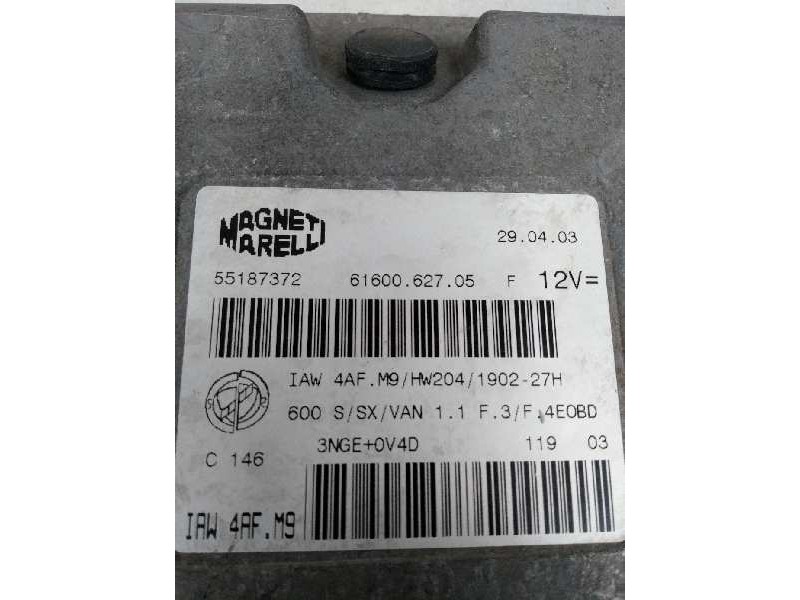 MAGNETI
MARELLI
29.04.03
55187372 61600.627.05 F 12V=
IAW 4AF.M9/HW204/1902-27H
600 S/SX/VAN 1.1 F.3/F.4EOBD
3NGE+0V4D 119 03
C 146
IAW 4AF.M9